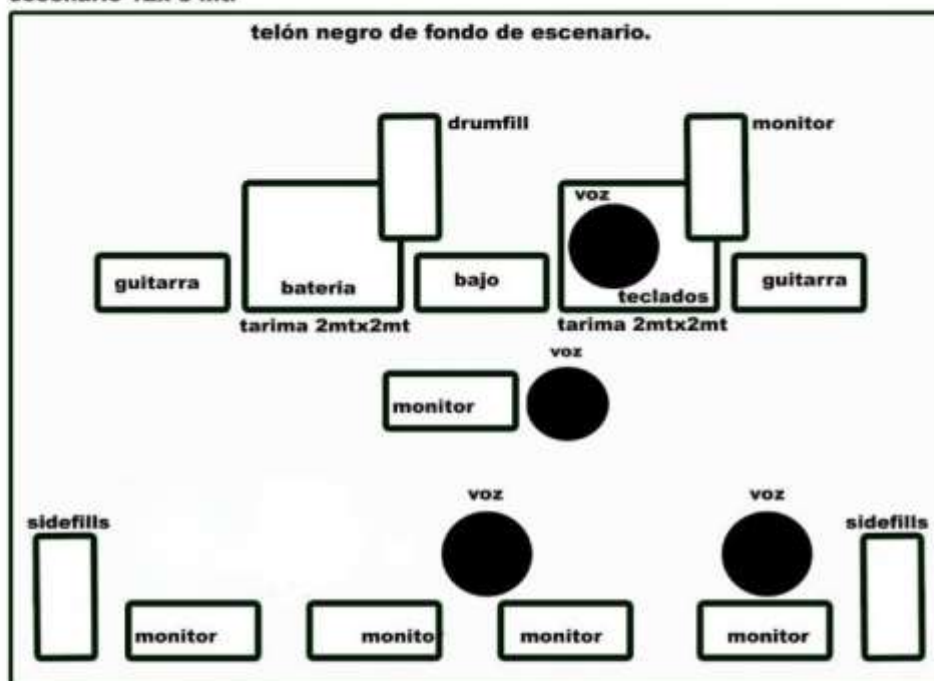 telón negro de fondo de escenario.
drumfill
monitor
voz
guitarra
bateria
bajo
teclados
guitarra
tarima 2mtx2mt
tarima 2mtx2mt
voz
monitor
voz
voz
sidefills
sidefills
monitor
monitor
monitor
monitor